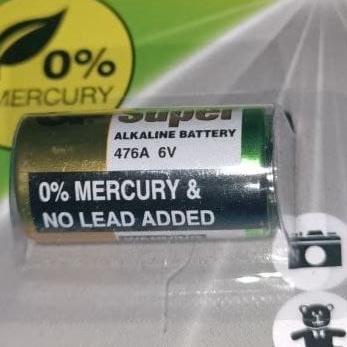 0%
MERCURY
Super
ALKALINE BATTERY
476A 6V
0% MERCURY &
NO LEAD ADDED